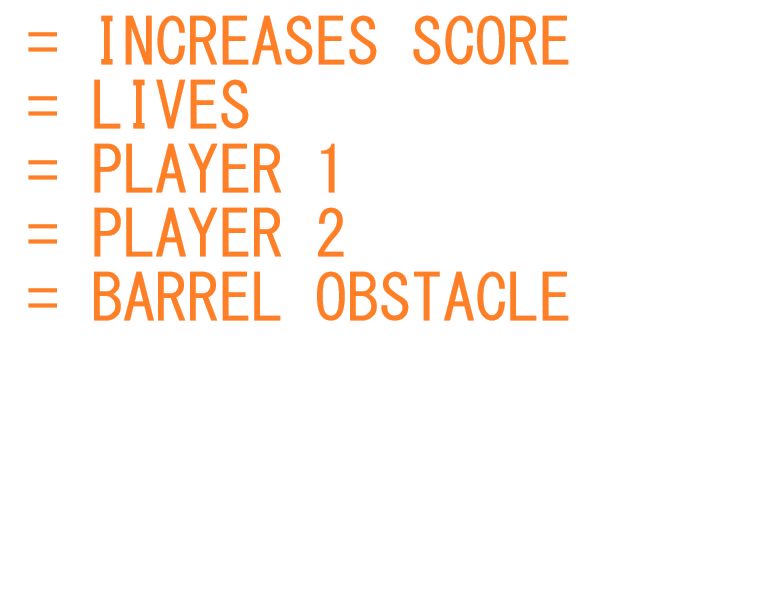 = INCREASES SCORE
= LIVES
= PLAYER 1
= PLAYER 2
= BARREL OBSTACLE